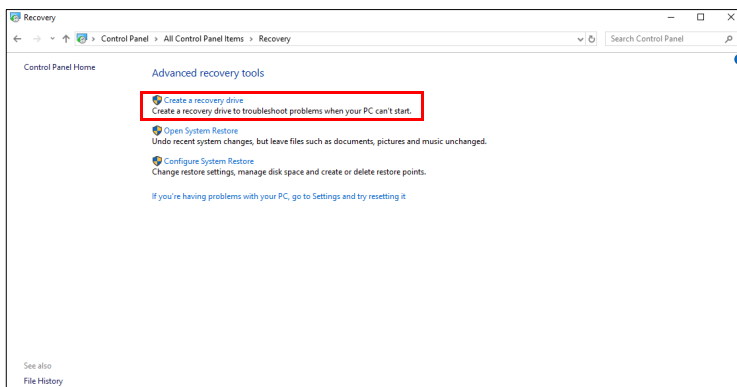 Recovery
Control Panel > All Control Panel Items > Recovery
Search Control Panel
Control Panel Home
Advanced recovery tools
Create a recovery drive
Create a recovery drive to troubleshoot problems when your PC can't start.
Open System Restore
Undo recent system changes, but leave files such as documents, pictures and music unchanged.
Configure System Restore
Change restore settings, manage disk space and create or delete restore points.
If you're having problems with your PC, go to Settings and try resetting it
See also
File History